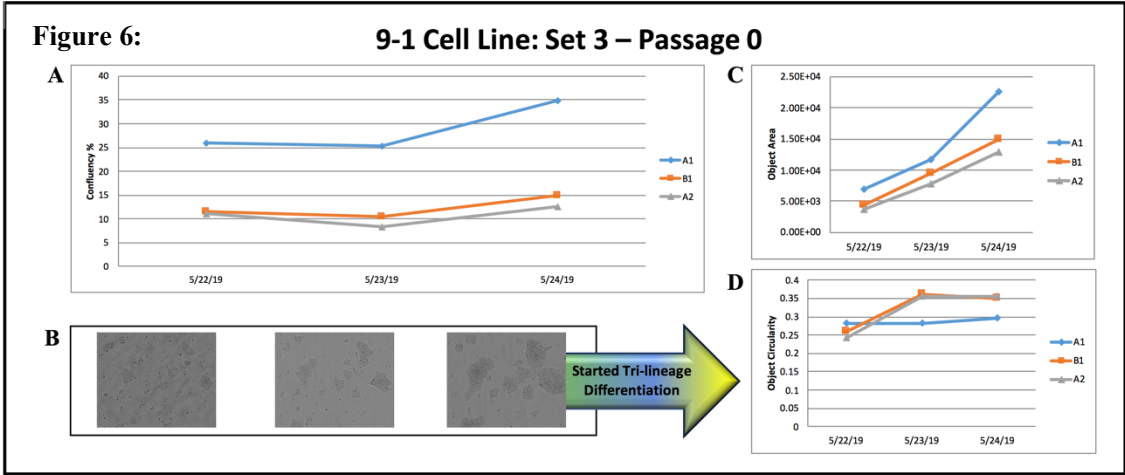 Figure 6:
9-1 Cell Line: Set 3 – Passage 0
A
40
35
30
25
20
15
10
5
0
Confluency %
5/22/19 5/23/19 5/24/19
A1
B1
A2
B
Started Tri-lineage
Differentiation
C
2.50E+04
2.00E+04
1.50E+04
1.00E+04
5.00E+03
0.00E+00
Object Area
5/22/19 5/23/19 5/24/19
A1
B1
A2
D
0.4
0.35
0.3
0.25
0.2
0.15
0.1
0.05
0
Object Circularity
5/22/19 5/23/19 5/24/19
A1
B1
A2